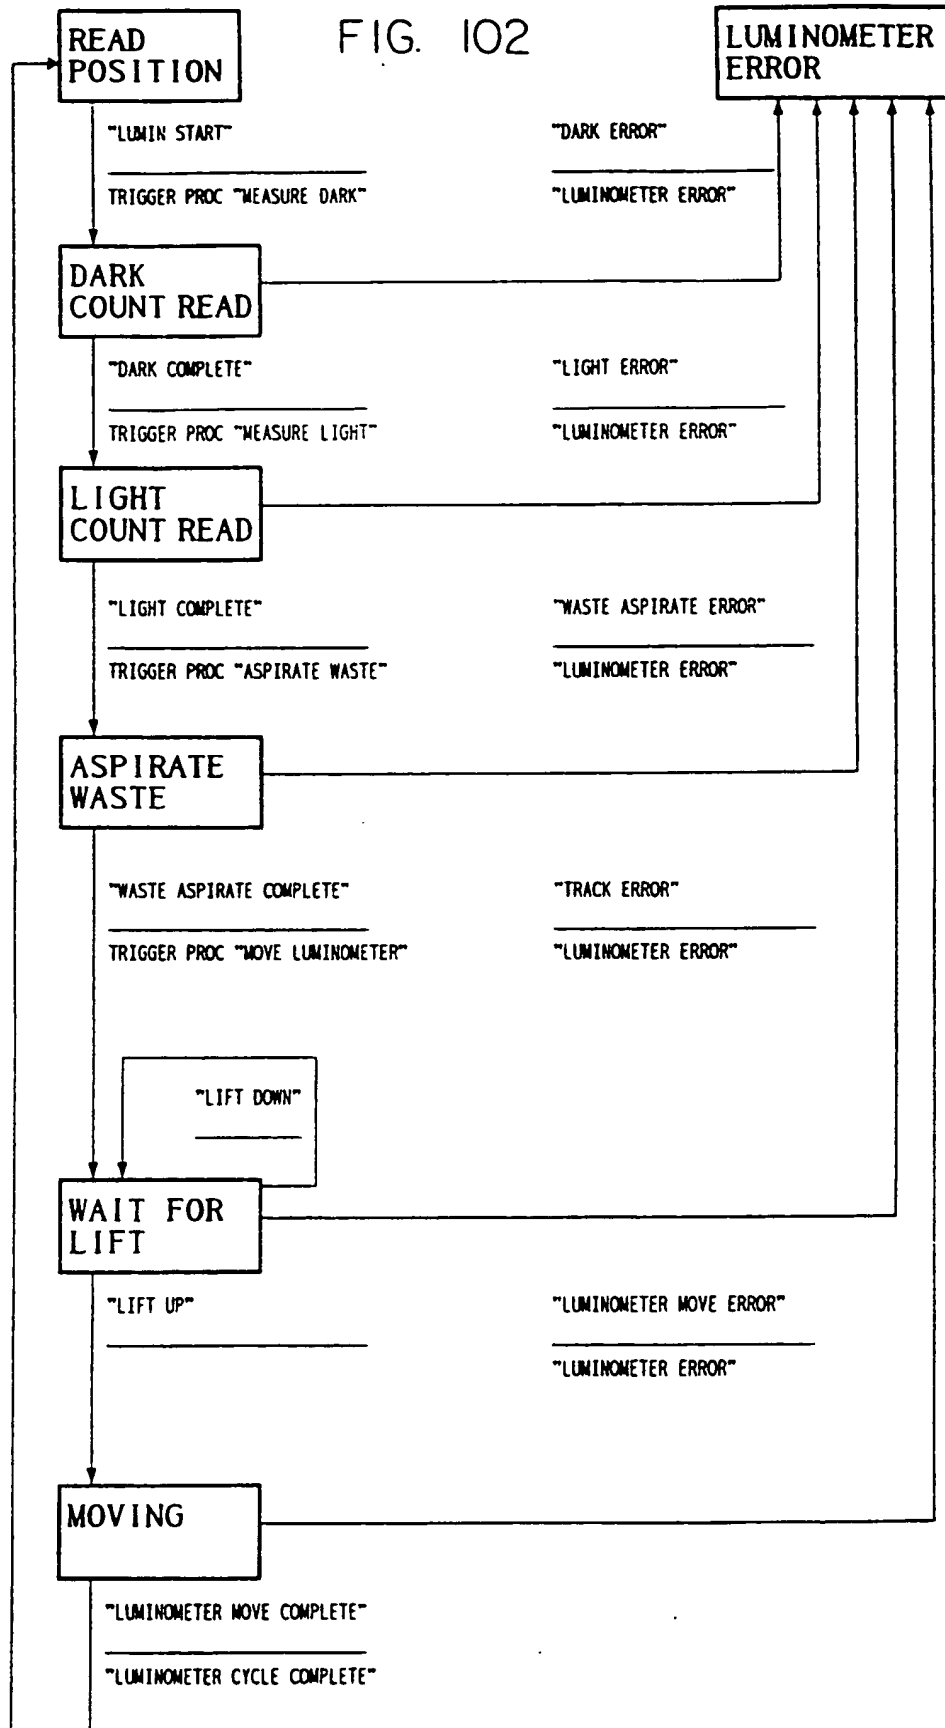 FIG. 102
READ
POSITION
LUMINOMETER
ERROR
"LUMIN START"
TRIGGER PROC "MEASURE DARK"
"DARK ERROR"
"LUMINOMETER ERROR"
DARK
COUNT READ
"DARK COMPLETE"
TRIGGER PROC "MEASURE LIGHT"
"LIGHT ERROR"
"LUMINOMETER ERROR"
LIGHT
COUNT READ
"LIGHT COMPLETE"
TRIGGER PROC "ASPIRATE WASTE"
"WASTE ASPIRATE ERROR"
"LUMINOMETER ERROR"
ASPIRATE
WASTE
"WASTE ASPIRATE COMPLETE"
TRIGGER PROC "MOVE LUMINOMETER"
"TRACK ERROR"
"LUMINOMETER ERROR"
"LIFT DOWN"
WAIT FOR
LIFT
"LIFT UP"
"LUMINOMETER MOVE ERROR"
"LUMINOMETER ERROR"
MOVING
"LUMINOMETER MOVE COMPLETE"
"LUMINOMETER CYCLE COMPLETE"